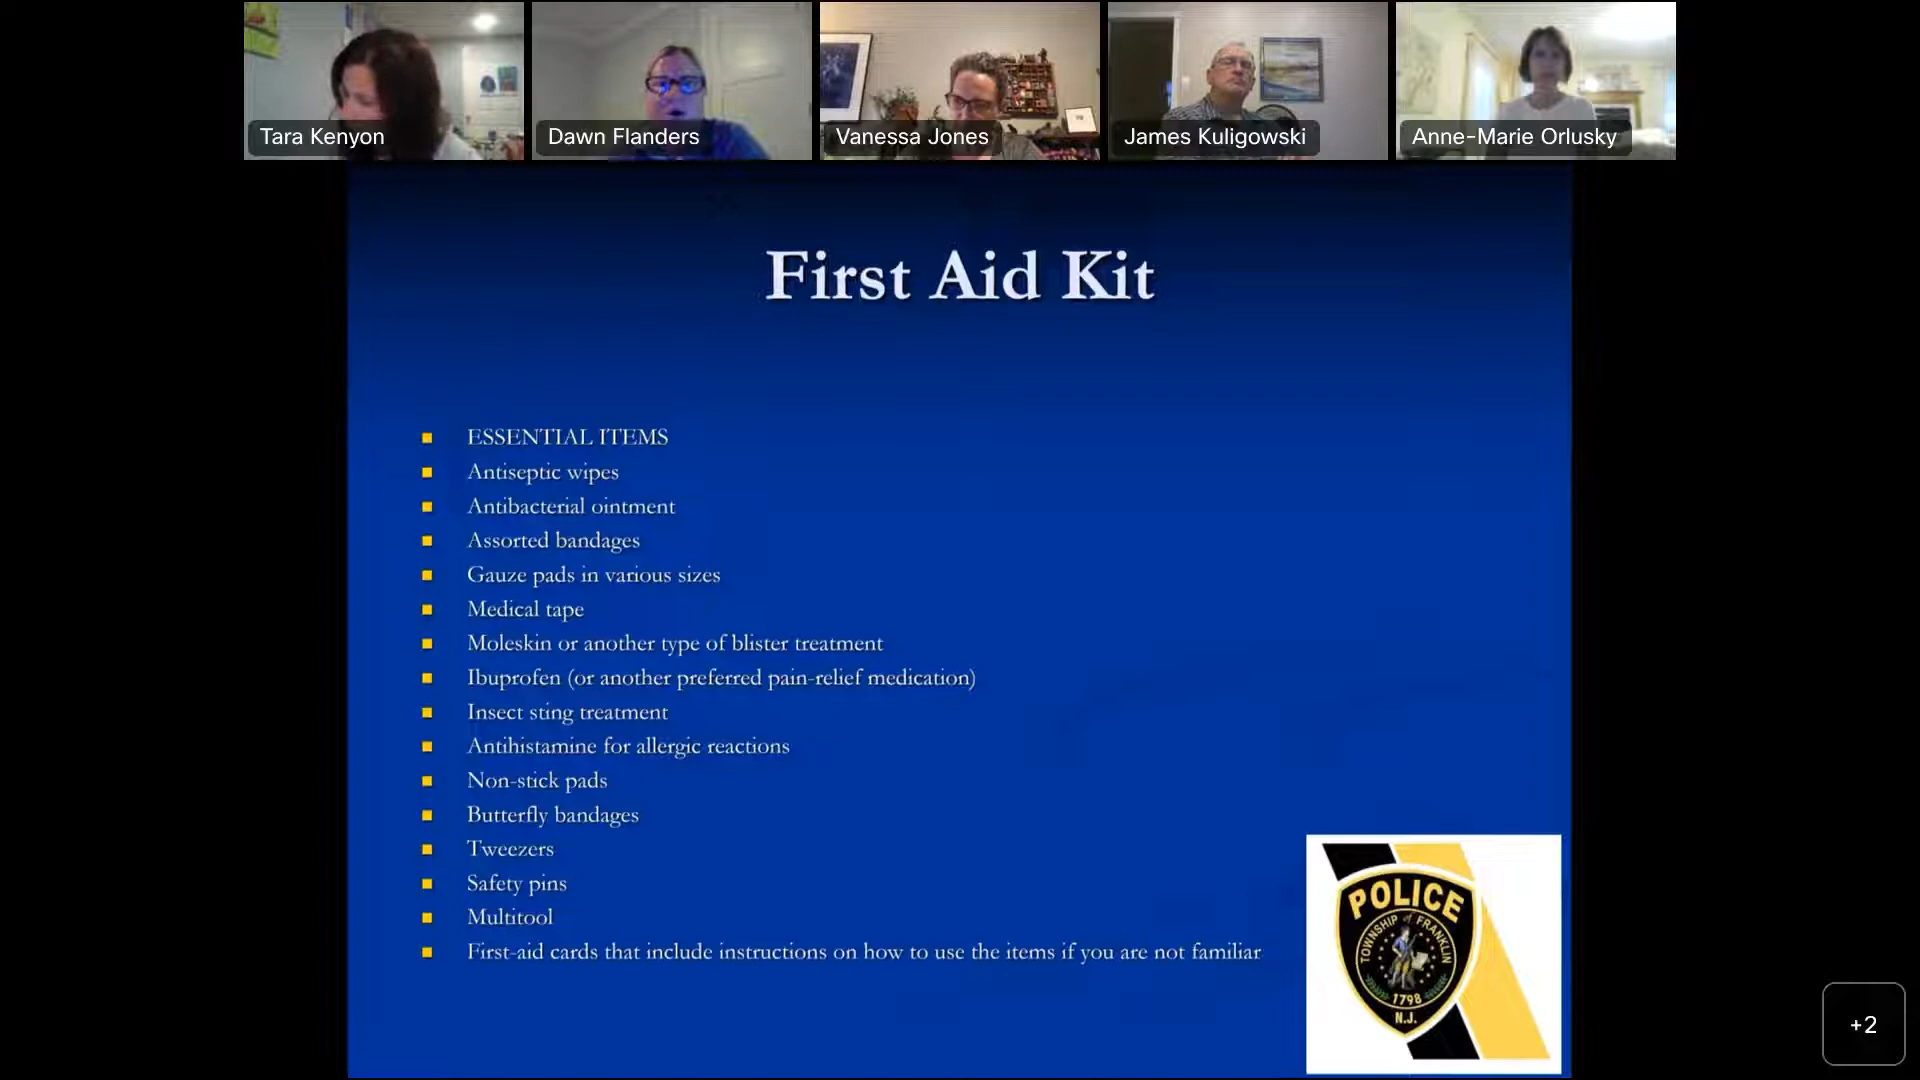 Tara Kenyon
Dawn Flanders
Vanessa Jones
James Kuligowski
Anne-Marie Orlusky
First Aid Kit
ESSENTIAL ITEMS
Antiseptic wipes
Antibacterial ointment
Assorted bandages
Gauze pads in various sizes
Medical tape
Moleskin or another type of blister treatment
Ibuprofen (or another preferred pain-relief medication)
Insect sting treatment
Antihistamine for allergic reactions
Non-stick pads
Butterfly bandages
Tweezers
Safety pins
Multitool
First-aid cards that include instructions on how to use the items if you are not familiar
POLICE
TOWNSHIP of FRANKLIN
1798
N.J.
+2